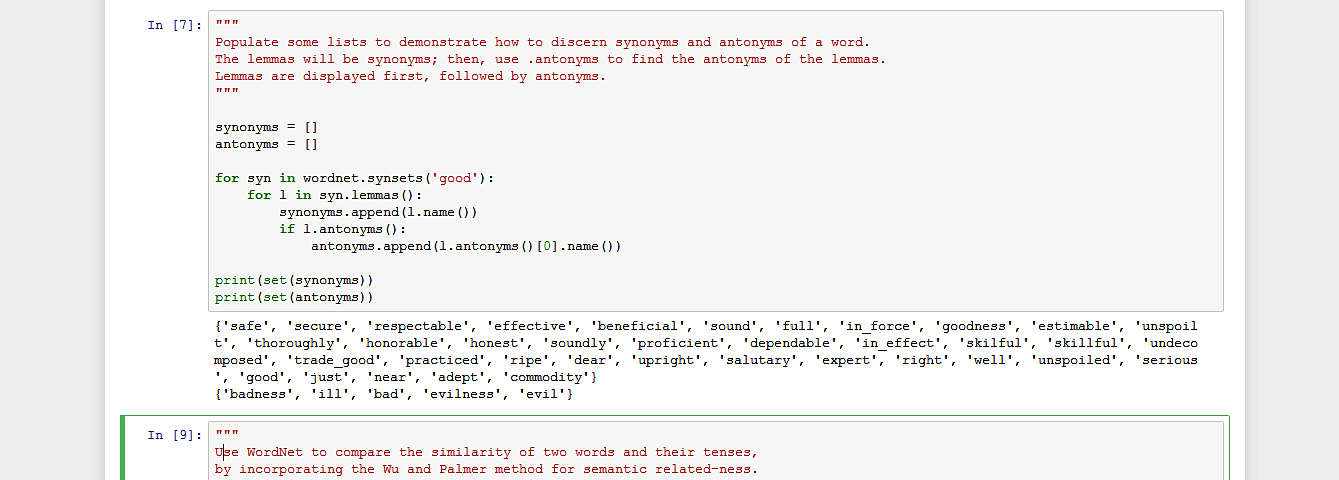 In [7]: """
Populate some lists to demonstrate how to discern synonyms and antonyms of a word.
The lemmas will be synonyms; then, use .antonyms to find the antonyms of the lemmas.
Lemmas are displayed first, followed by antonyms.
"""
synonyms = []
antonyms = []
for syn in wordnet.synsets('good'):
    for l in syn.lemmas():
        synonyms.append(l.name())
        if l.antonyms():
            antonyms.append(l.antonyms()[0].name())
print(set(synonyms))
print(set(antonyms))
{'safe', 'secure', 'respectable', 'effective', 'beneficial', 'sound', 'full', 'in_force', 'goodness', 'estimable', 'unspoil
t', 'thoroughly', 'honorable', 'honest', 'soundly', 'proficient', 'dependable', 'in_effect', 'skilful', 'skillful', 'undeco
mposed', 'trade_good', 'practiced', 'ripe', 'dear', 'upright', 'salutary', 'expert', 'right', 'well', 'unspoiled', 'serious
', 'good', 'just', 'near', 'adept', 'commodity'}
{'badness', 'ill', 'bad', 'evilness', 'evil'}
In [9]: """
Use WordNet to compare the similarity of two words and their tenses,
by incorporating the Wu and Palmer method for semantic related-ness.